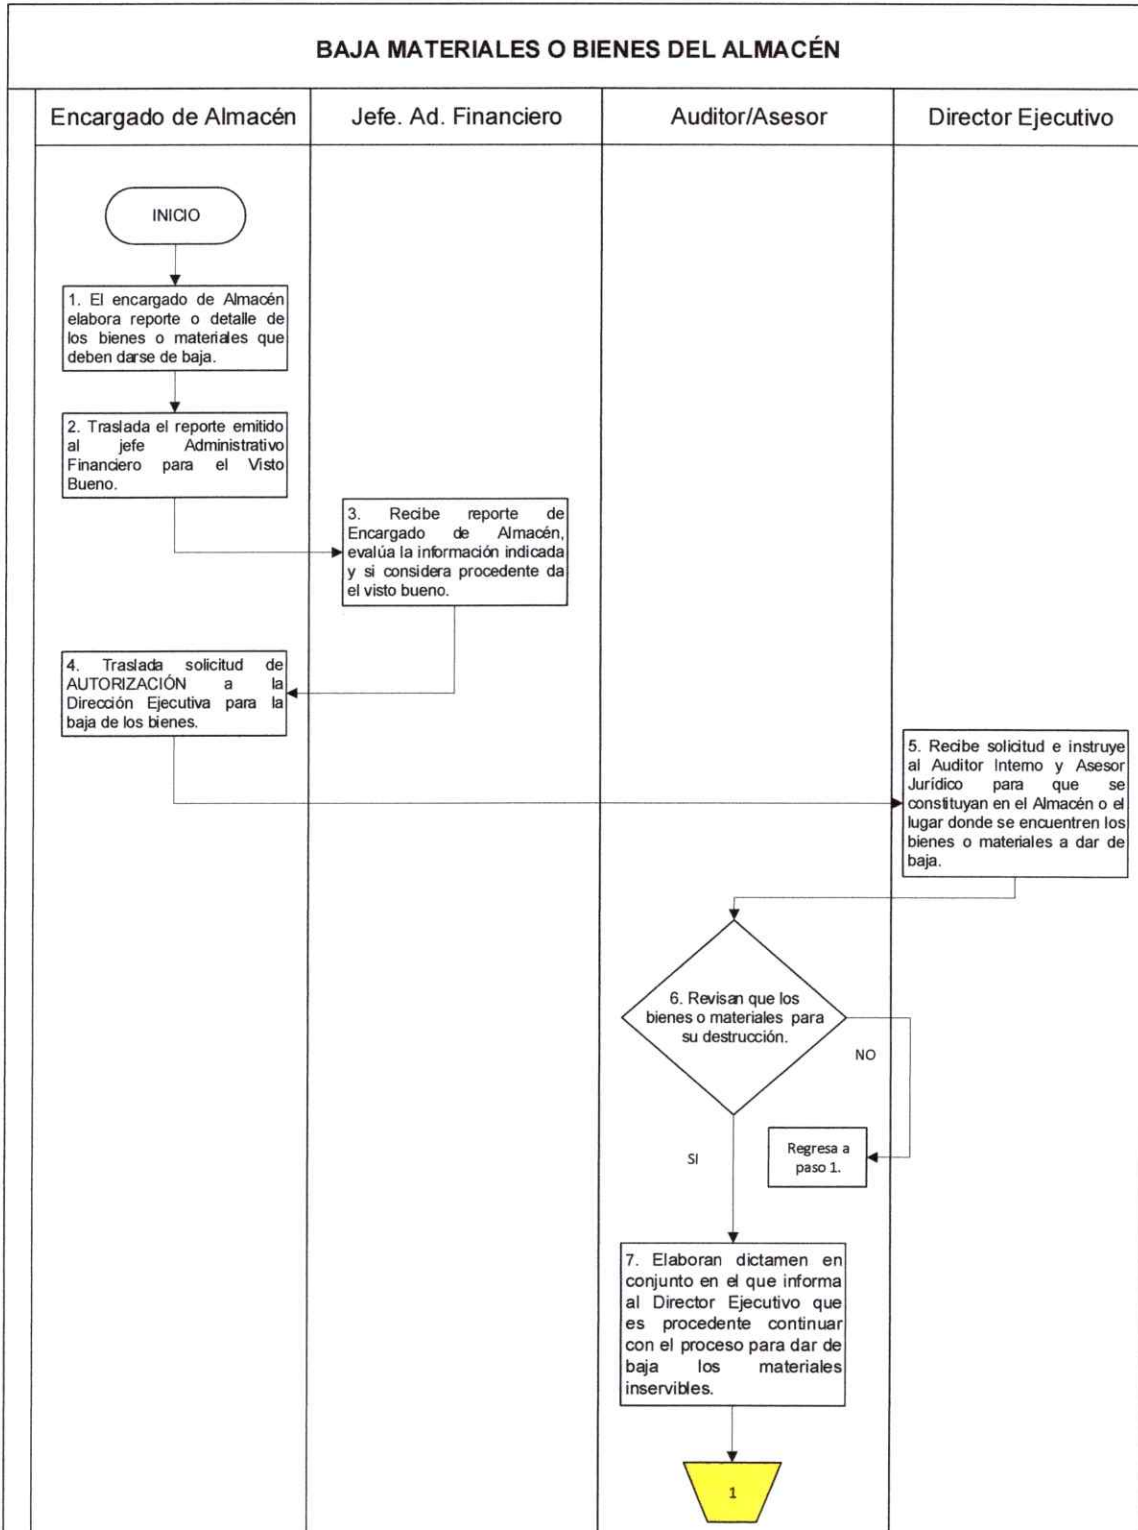 BAJA MATERIALES O BIENES DEL ALMACÉN
Encargado de Almacén
Jefe. Ad. Financiero
Auditor/Asesor
Director Ejecutivo
INICIO
1. El encargado de Almacén
elabora reporte o detalle de
los bienes o materiales que
deben darse de baja.
2. Traslada el reporte emitido
al jefe Administrativo
Financiero para el Visto
Bueno.
3. Recibe reporte de
Encargado de Almacén,
evalúa la información indicada
y si considera procedente da
el visto bueno.
4. Traslada solicitud de
AUTORIZACIÓN a la
Dirección Ejecutiva para la
baja de los bienes.
5. Recibe solicitud e instruye
al Auditor Interno y Asesor
Jurídico para que se
constituyan en el Almacén o el
lugar donde se encuentren los
bienes o materiales a dar de
baja.
6. Revisan que los
bienes o materiales para
su destrucción.
NO
SI
Regresa a
paso 1.
7. Elaboran dictamen en
conjunto en el que informa
al Director Ejecutivo que
es procedente continuar
con el proceso para dar de
baja los materiales
inservibles.
1